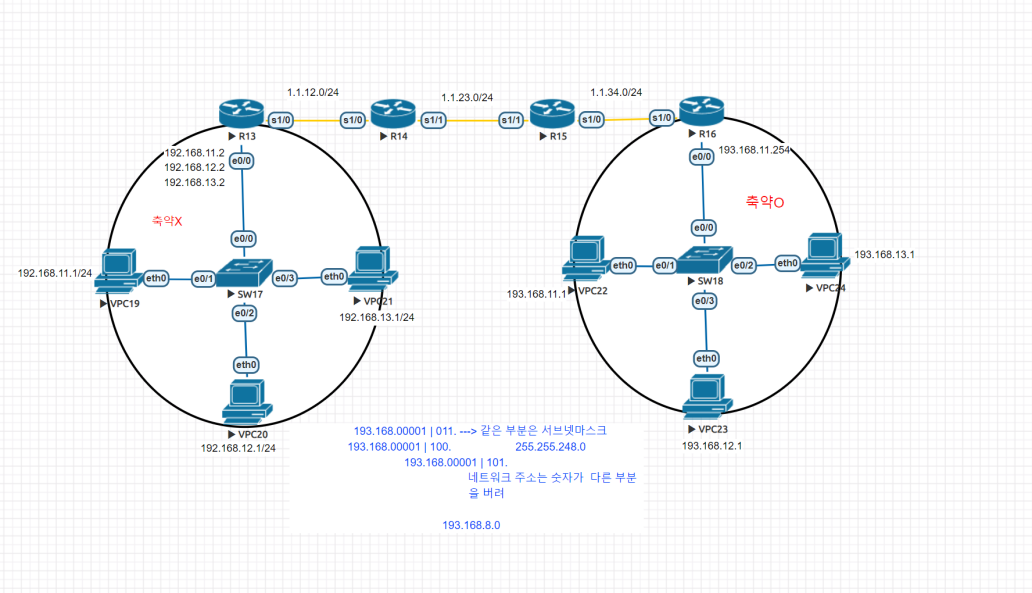 1.1.12.0/24
1.1.23.0/24
1.1.34.0/24
s1/0
s1/0
s1/1
s1/1
s1/0
s1/0
R13
R14
R15
R16
192.168.11.2
192.168.12.2
192.168.13.2
e0/0
e0/0
193.168.11.254
축약X
축약O
e0/0
e0/0
192.168.11.1/24
eth0
e0/1
e0/3
eth0
eth0
e0/1
e0/2
eth0
193.168.13.1
VPC19
SW17
VPC21
193.168.11.1
VPC22
SW18
VPC24
e0/2
192.168.13.1/24
e0/3
eth0
eth0
VPC20
192.168.12.1/24
VPC23
193.168.12.1
193.168.00001 | 011. ---> 같은 부분은 서브넷마스크
193.168.00001 | 100. 255.255.248.0
193.168.00001 | 101.
네트워크 주소는 숫자가 다른 부분
을 버려
193.168.8.0